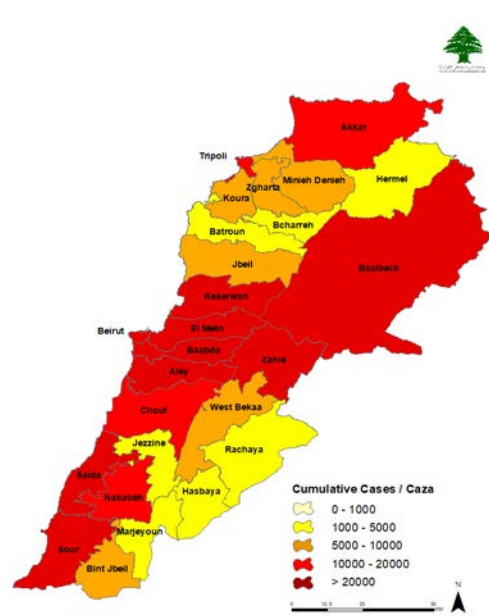 Akkar
Tripoli
Zgharta
Minieh Denieh
Hermel
Koura
Bcharreh
Batroun
Jbeil
Baalbeck
Keserwan
Beirut
El Metn
Baabda
Zahle
Aley
Chouf
West Bekaa
Jezzine
Rachaya
Saida
Hasbaya
Nabatieh
Marjeyoun
Sour
Bint Jbeil
Cumulative Cases / Caza
0 - 1000
1000 - 5000
5000 - 10000
10000 - 20000
> 20000
N